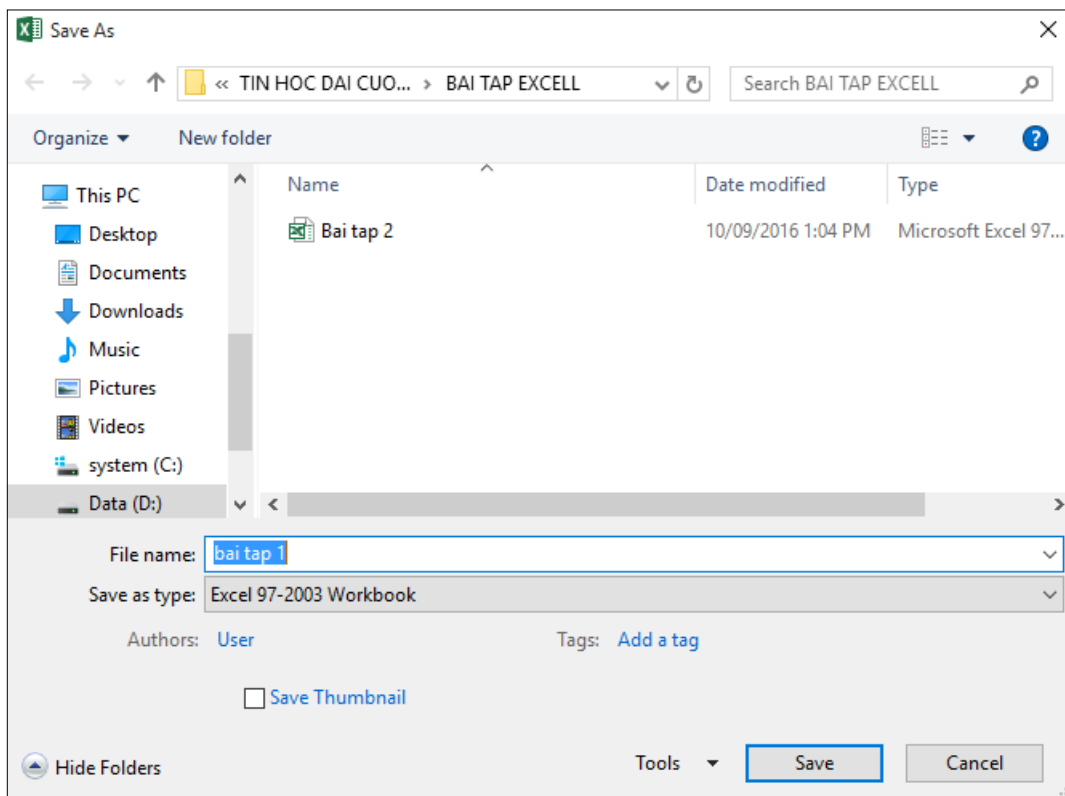 Save As
« TIN HOC DAI CUO... › BAI TAP EXCELL
Search BAI TAP EXCELL
Organize
New folder
?
This PC
Desktop
Documents
Downloads
Music
Pictures
Videos
system (C:)
Data (D:)
Name
Date modified
Type
Bai tap 2
10/09/2016 1:04 PM
Microsoft Excel 97...
File name: bai tap 1
Save as type: Excel 97-2003 Workbook
Authors: User
Tags: Add a tag
Save Thumbnail
Hide Folders
Tools
Save
Cancel